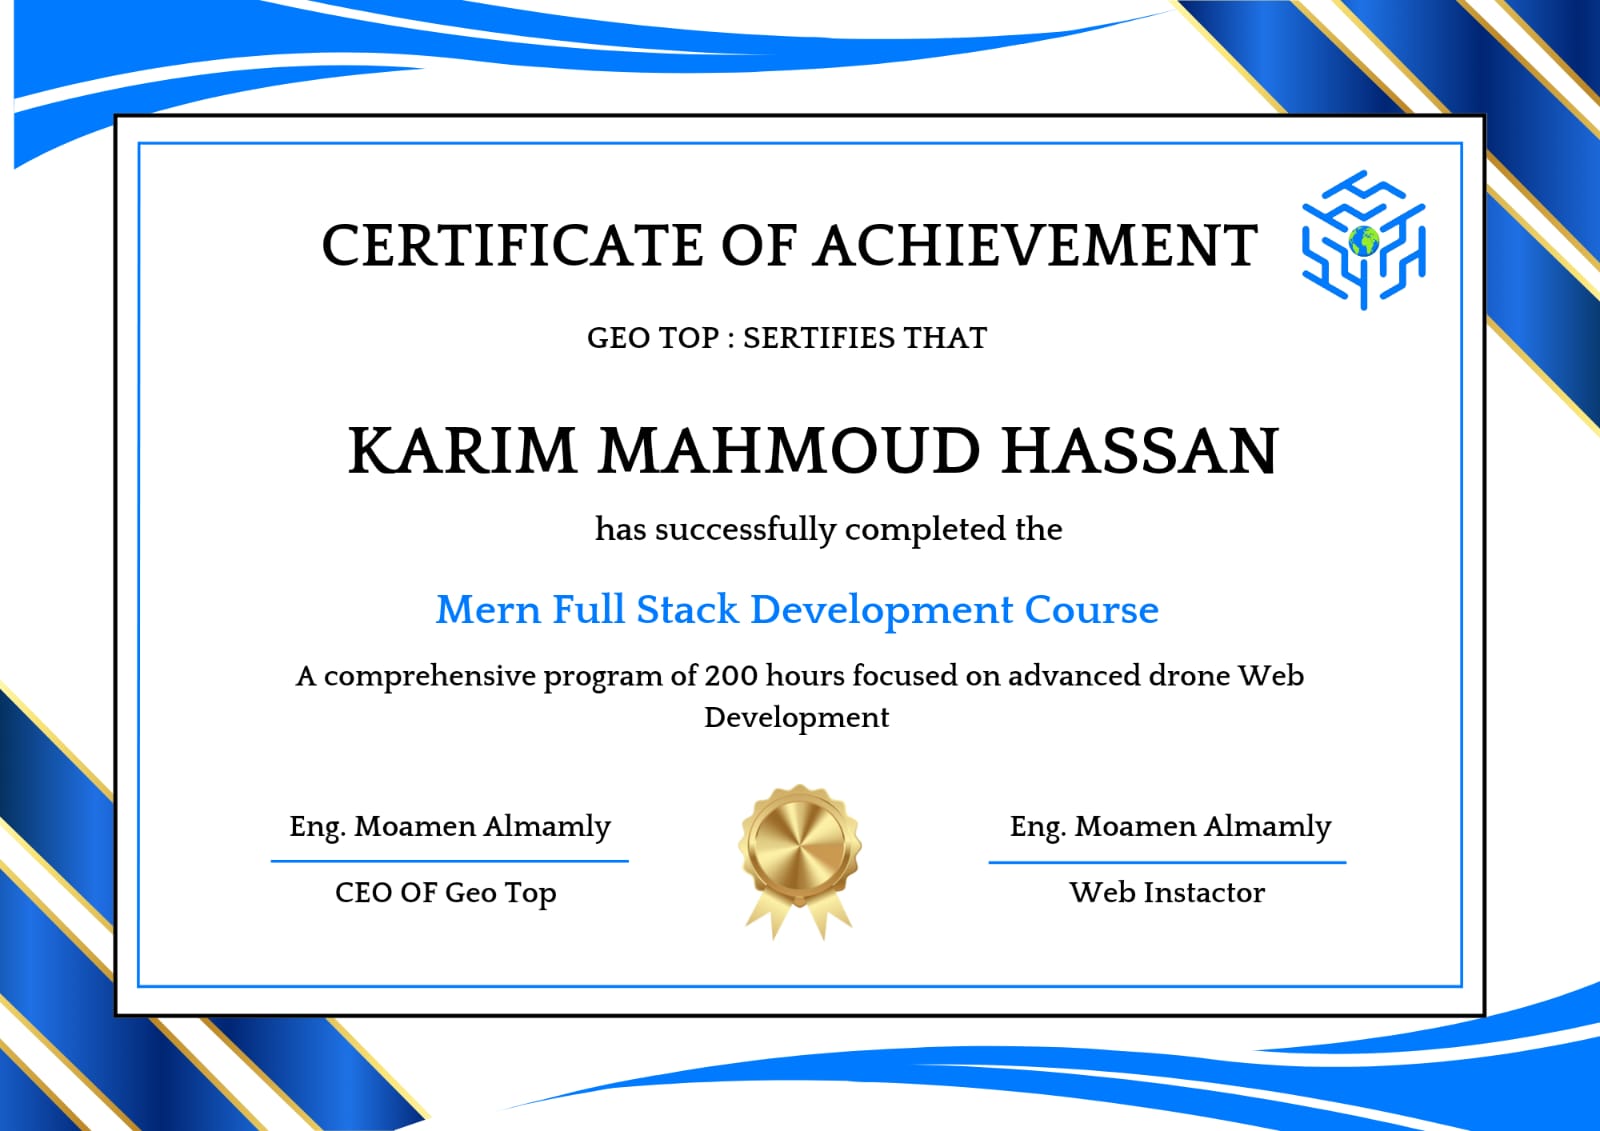 CERTIFICATE OF ACHIEVEMENT
GEO TOP : SERTIFIES THAT
KARIM MAHMOUD HASSAN
has successfully completed the
Mern Full Stack Development Course
A comprehensive program of 200 hours focused on advanced drone Web
Development
Eng. Moamen Almamly
CEO OF Geo Top
Eng. Moamen Almamly
Web Instactor